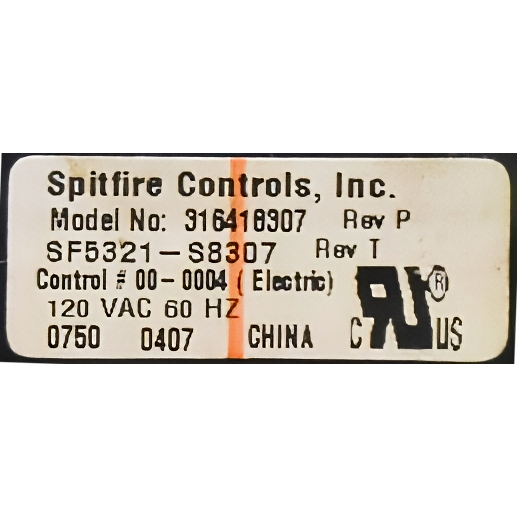 Spitfire Controls, Inc.
Model No: 316418307 Rev P
SF5321-S8307 Rev T
Control # 00-0004 ( Electric)
120 VAC 60 HZ
0750 0407 CHINA C RU ® US